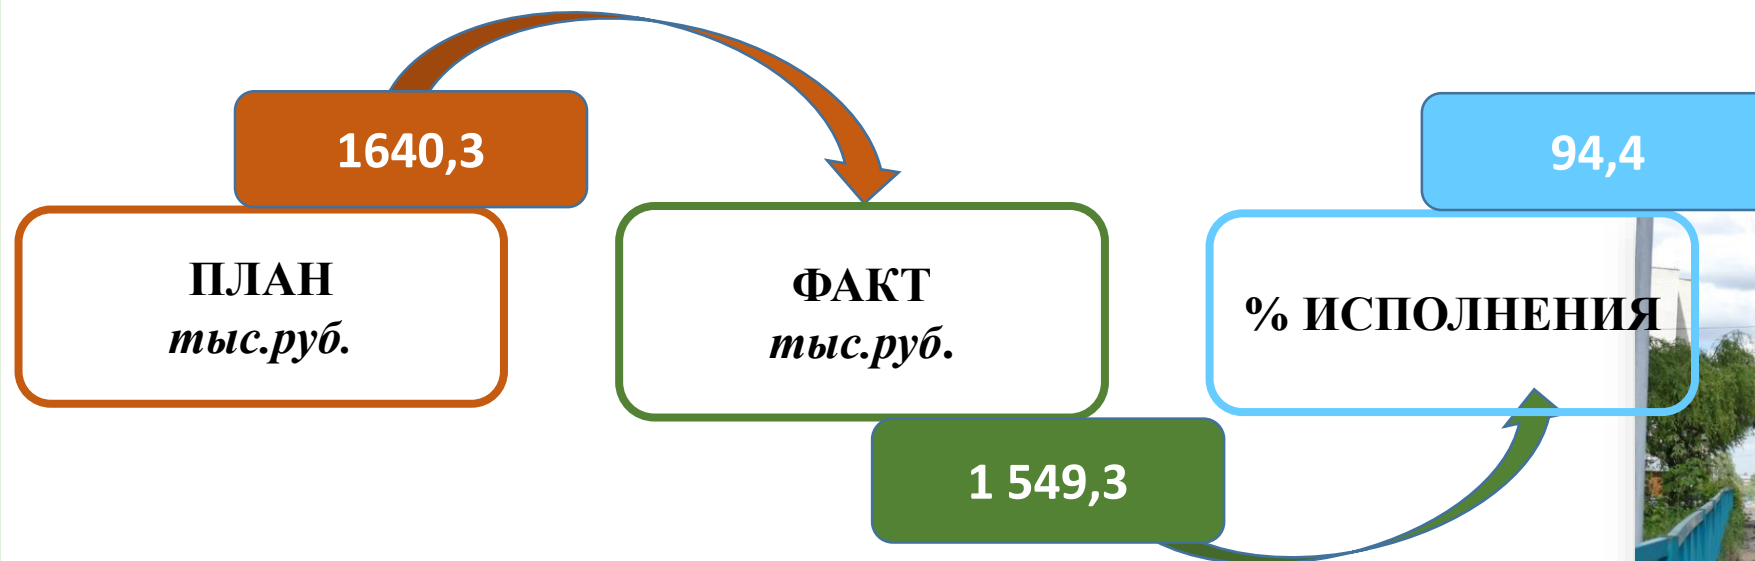 1640,3
ПЛАН
тыс.руб.
ФАКТ
тыс.руб.
1 549,3
94,4
% ИСПОЛНЕНИЯ